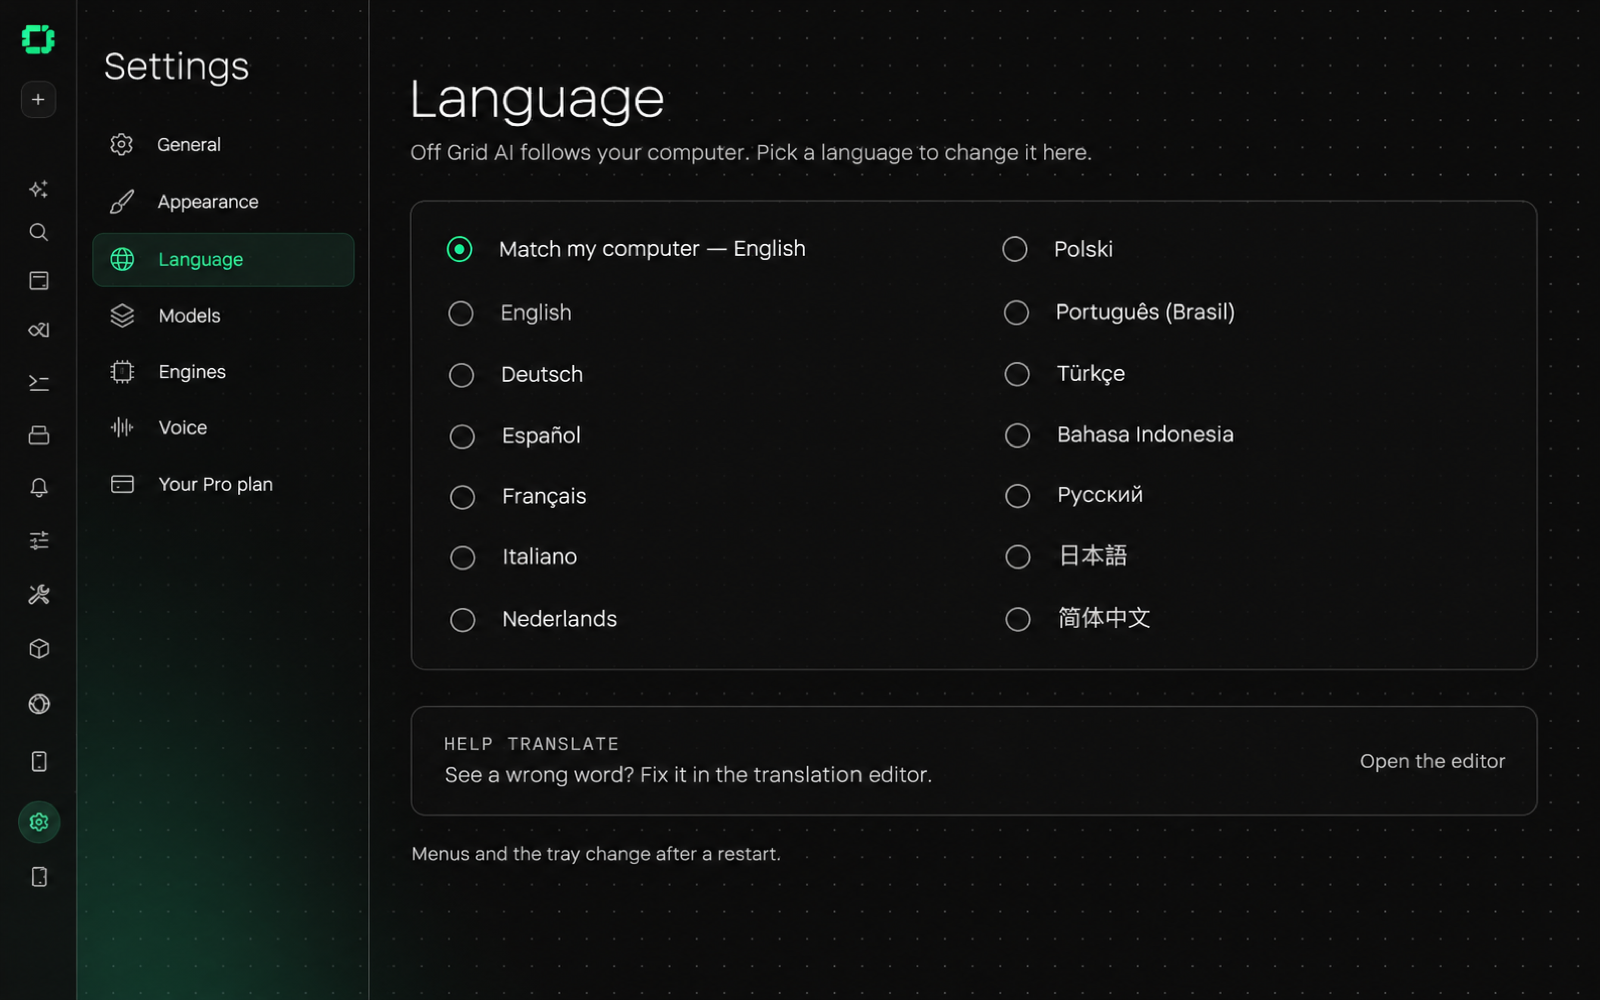 Settings
General
Appearance
Language
Models
Engines
Voice
Your Pro plan
Language
Off Grid AI follows your computer. Pick a language to change it here.
Match my computer — English
English
Deutsch
Español
Français
Italiano
Nederlands
Polski
Português (Brasil)
Türkçe
Bahasa Indonesia
Русский
日本語
简体中文
HELP TRANSLATE
See a wrong word? Fix it in the translation editor.
Open the editor
Menus and the tray change after a restart.